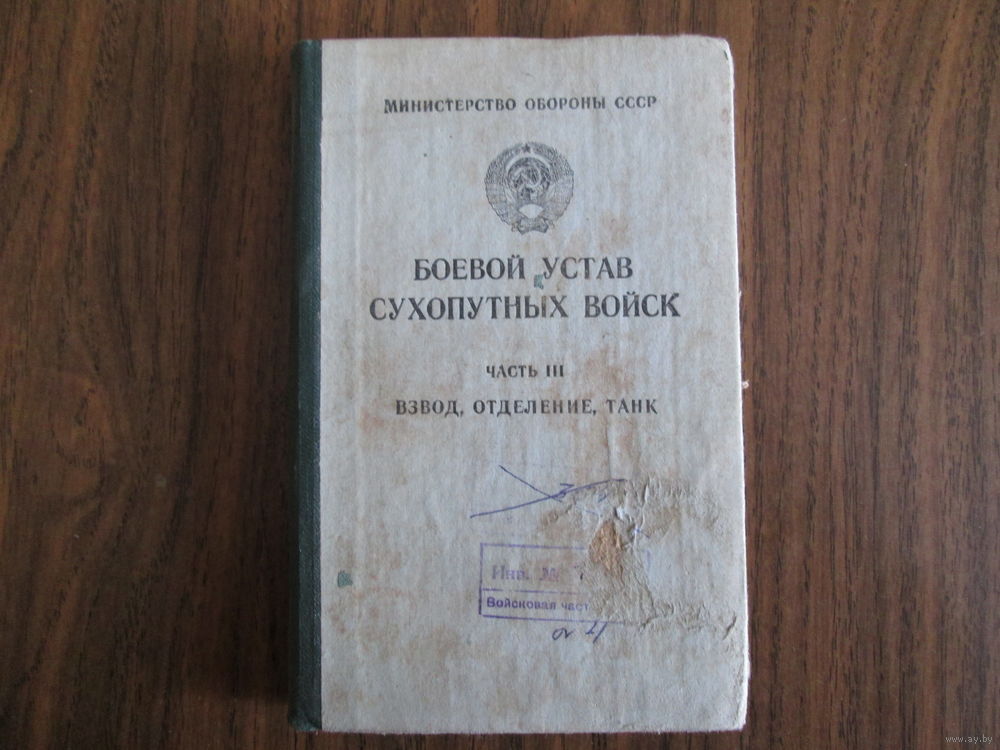 МИНИСТЕРСТВО ОБОРОНЫ СССР
БОЕВОЙ УСТАВ
СУХОПУТНЫХ ВОЙСК
ЧАСТЬ III
ВЗВОД, ОТДЕЛЕНИЕ, ТАНК
Инв. №
Войсковая част
www.ay.by